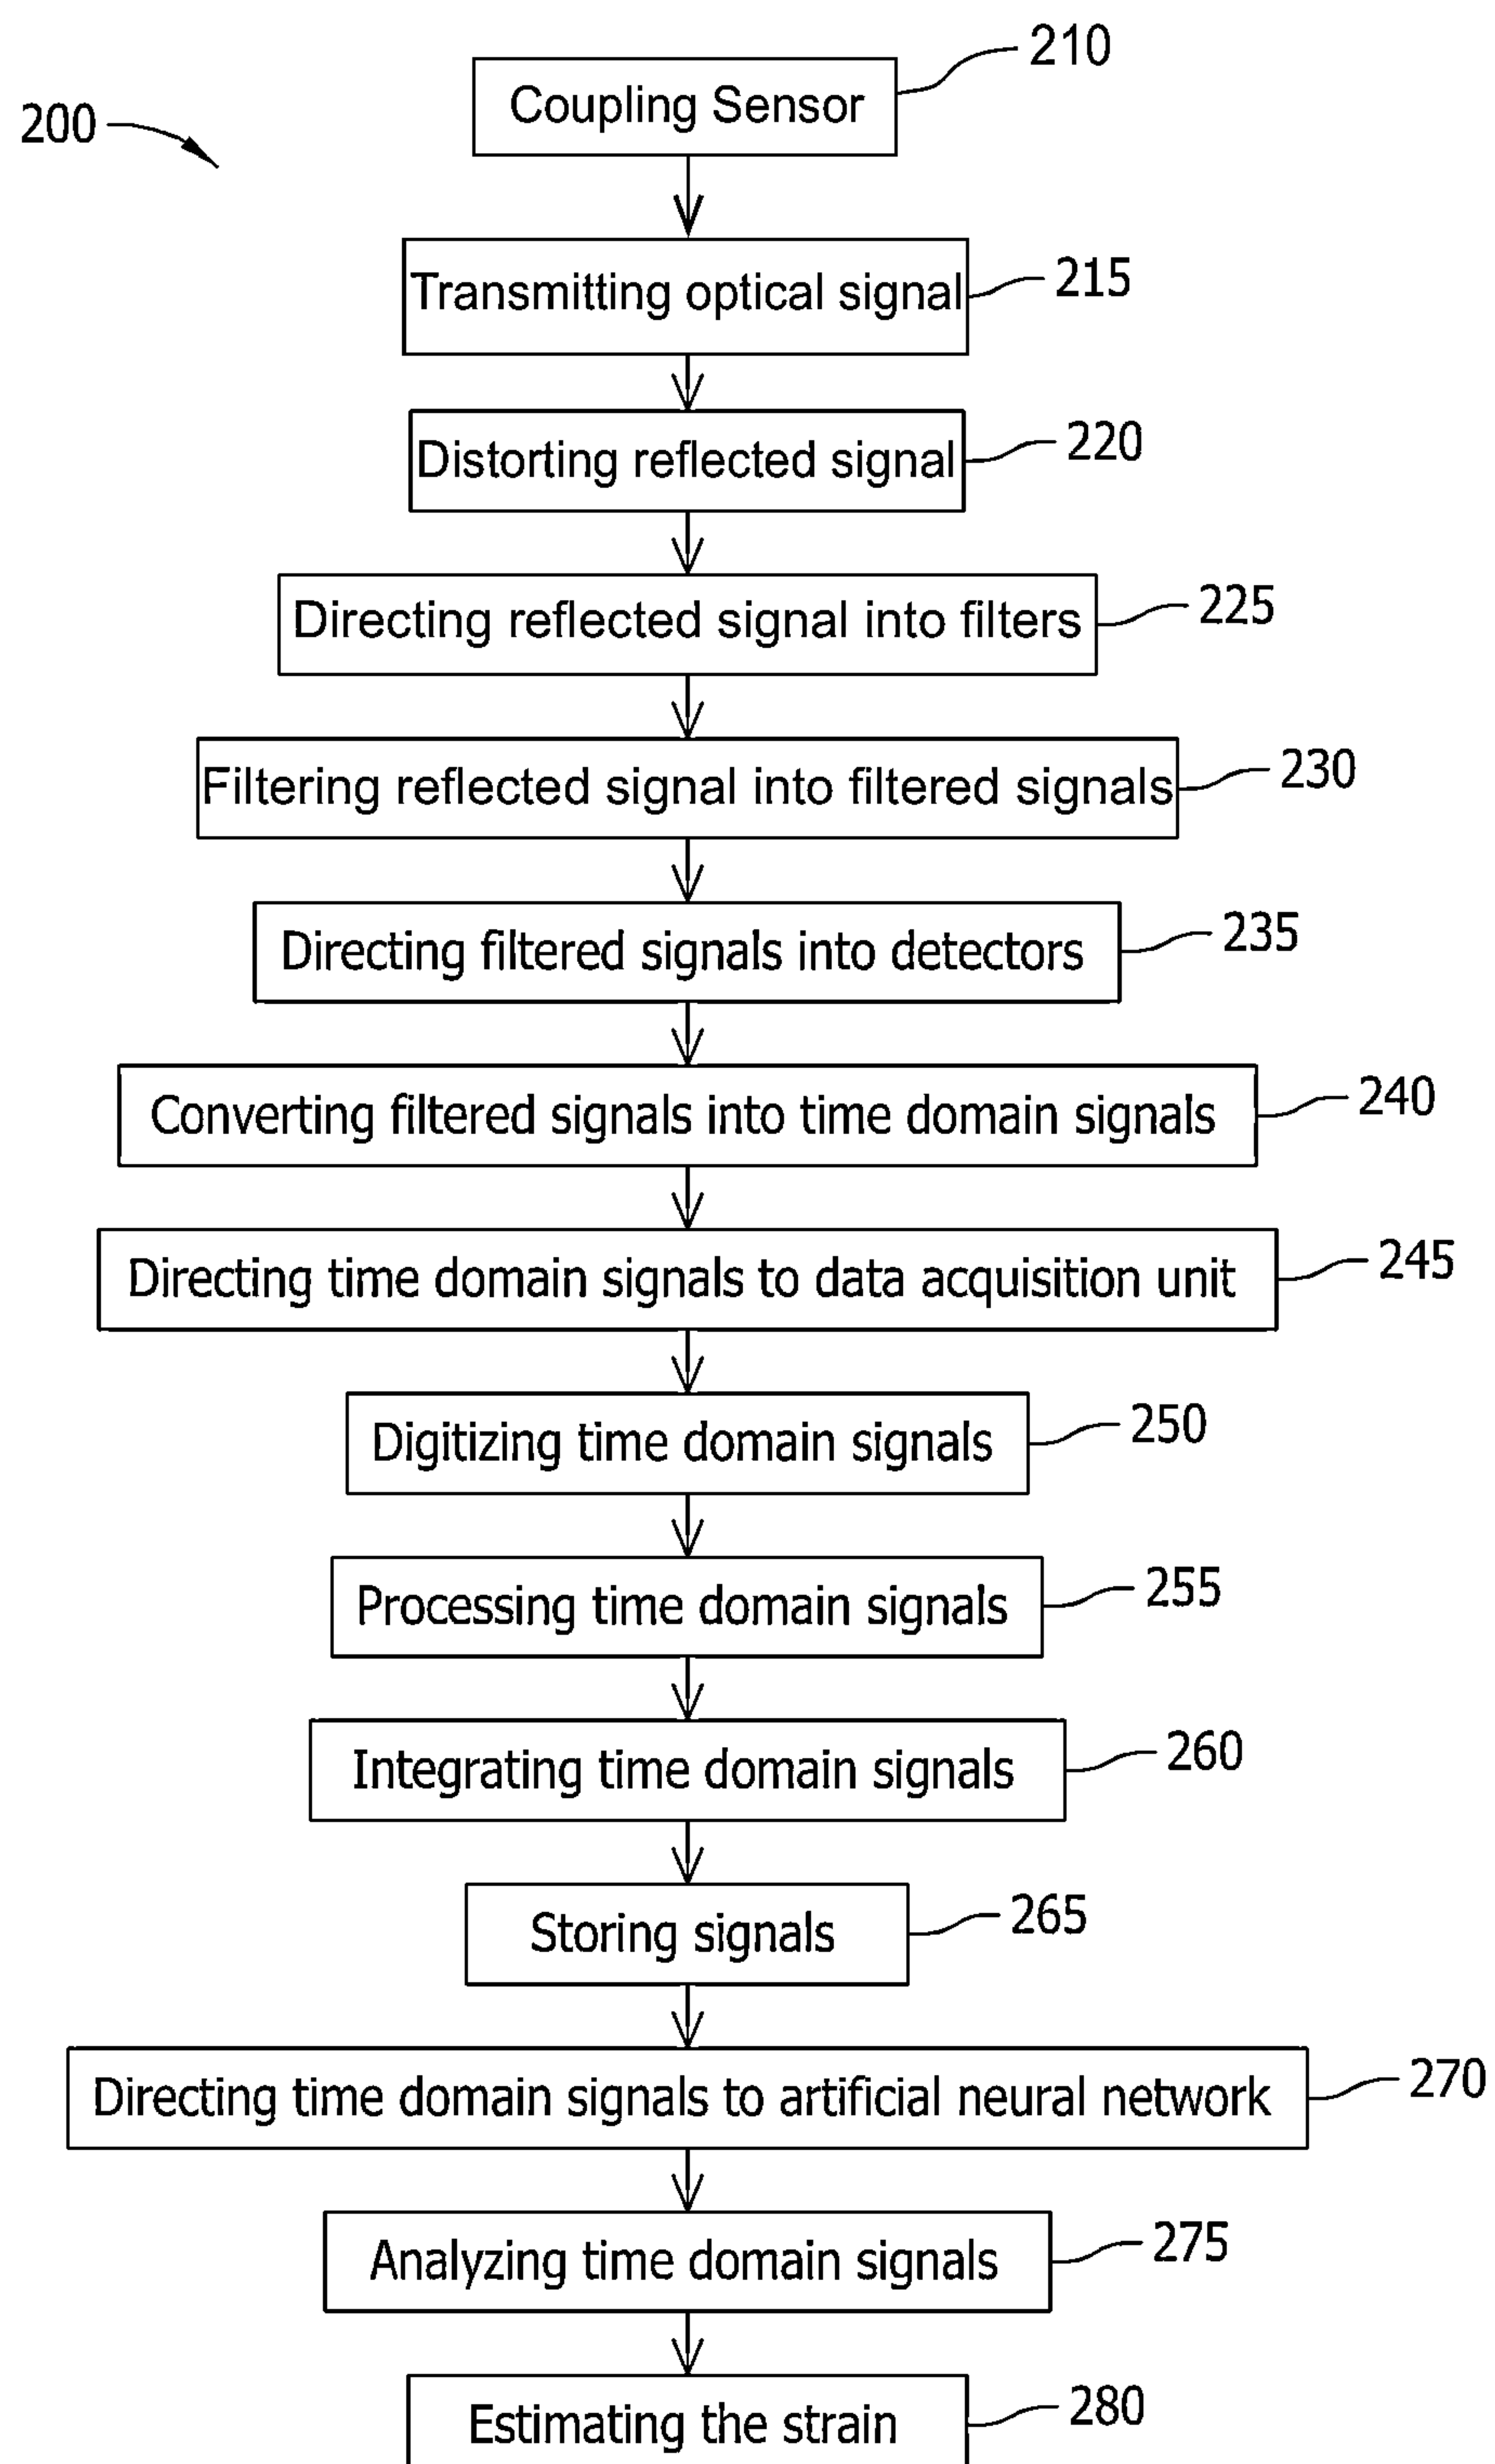 210
Coupling Sensor
200
215
Transmitting optical signal
220
Distorting reflected signal
225
Directing reflected signal into filters
230
Filtering reflected signal into filtered signals
235
Directing filtered signals into detectors
240
Converting filtered signals into time domain signals
245
Directing time domain signals to data acquisition unit
250
Digitizing time domain signals
255
Processing time domain signals
260
Integrating time domain signals
265
Storing signals
270
Directing time domain signals to artificial neural network
275
Analyzing time domain signals
280
Estimating the strain